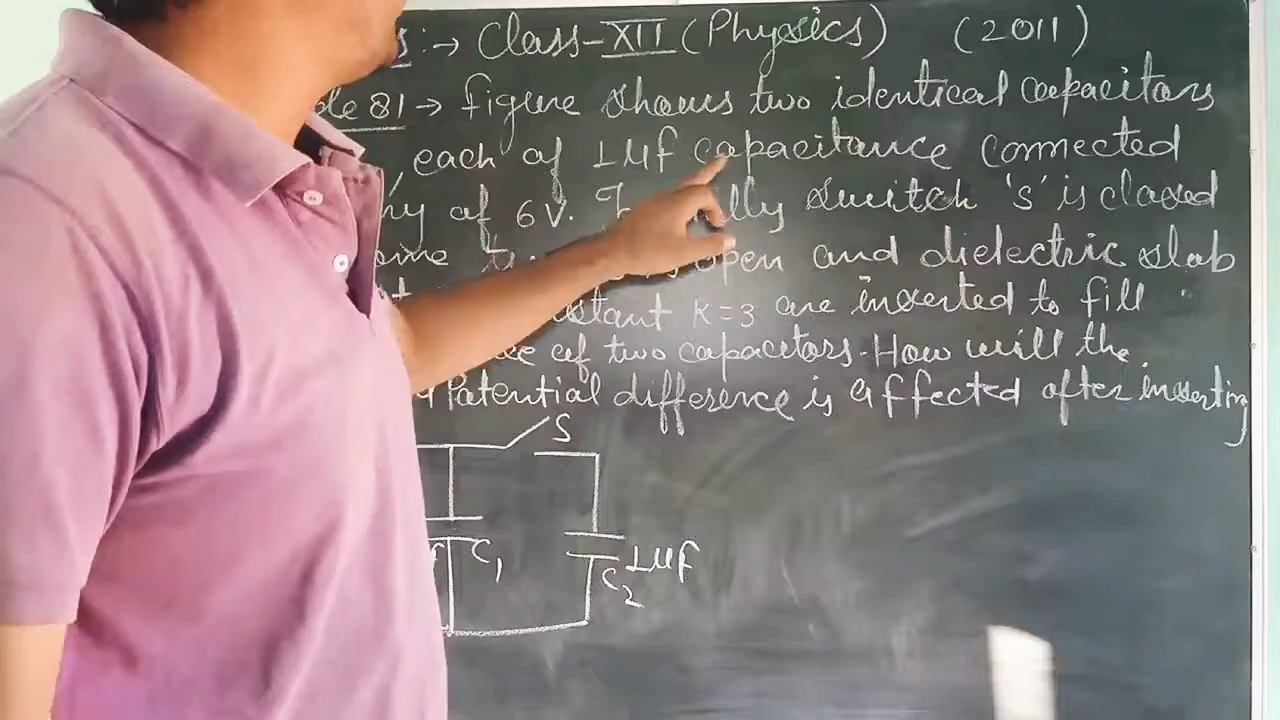 s:→ Class-XII (Physics) (2011)
le 81 → figure shows two identical capacitors
each of 1μf capacitance connected
of 6V. switch 's' is closed
open and dielectric slab
K=3 are inserted to fill
of two capacitors. How will the
Potential difference is affected after inserting
S
C1
C2 1μf